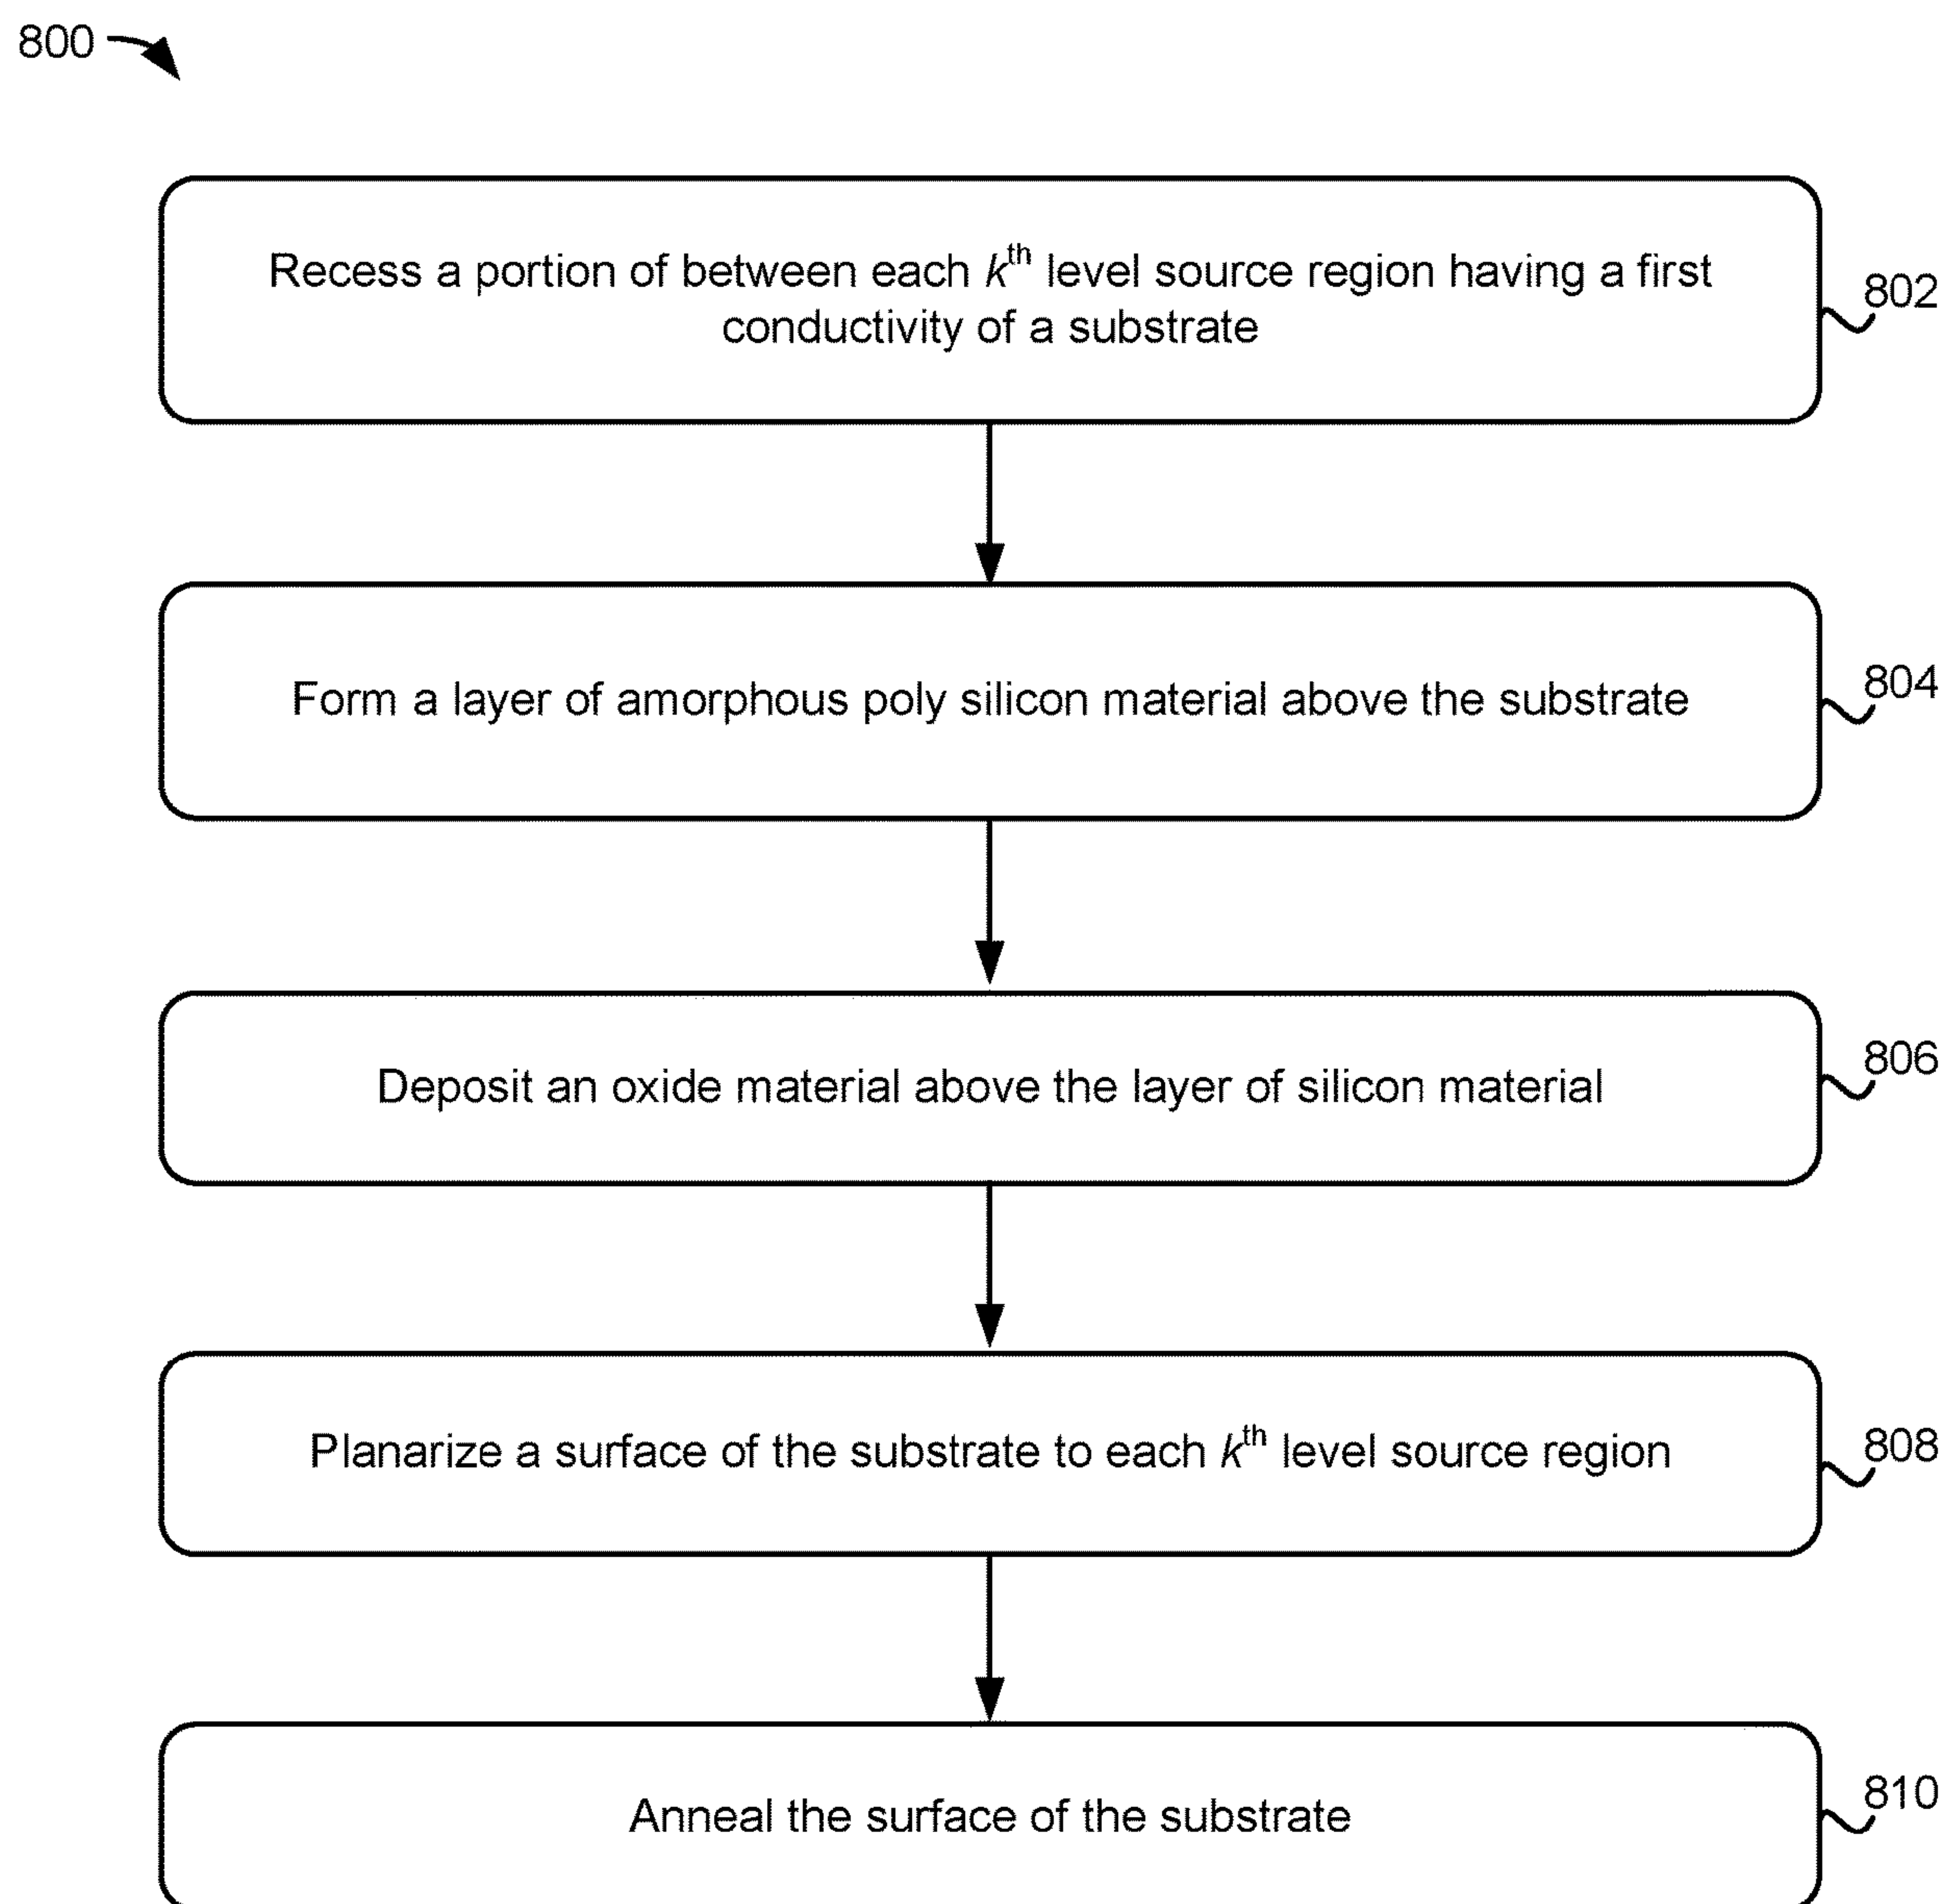 800
Recess a portion of between each kth level source region having a first
conductivity of a substrate
802
Form a layer of amorphous poly silicon material above the substrate
804
Deposit an oxide material above the layer of silicon material
806
Planarize a surface of the substrate to each kth level source region
808
Anneal the surface of the substrate
810